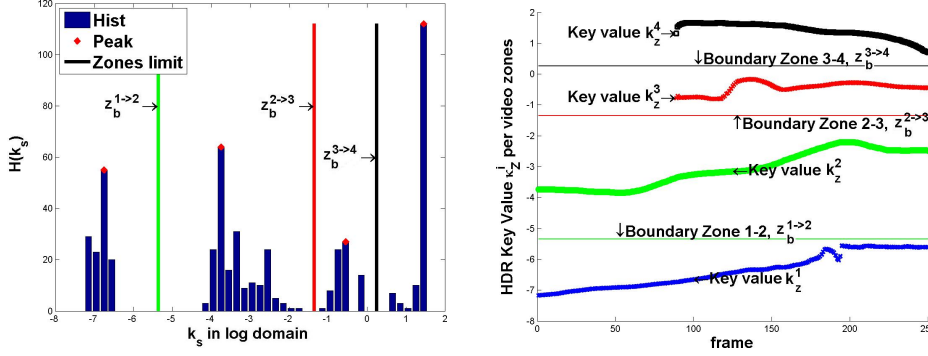 120
100
80
60
40
20
0
H(k_s)
-8 -7 -6 -5 -4 -3 -2 -1 0 1 2
k_s in log domain
Hist
Peak
Zones limit
z_b^{1->2}
z_b^{2->3}
z_b^{3->4}
HDR Key Value κ_z^i per video zones
2
1
0
-1
-2
-3
-4
-5
-6
-7
-8
0 50 100 150 200 250
frame
Key value k_z^4→
↓Boundary Zone 3-4, z_b^{3->4}
Key value k_z^3→
↑Boundary Zone 2-3, z_b^{2->3}
←Key value k_z^2
↓Boundary Zone 1-2, z_b^{1->2}
←Key value k_z^1